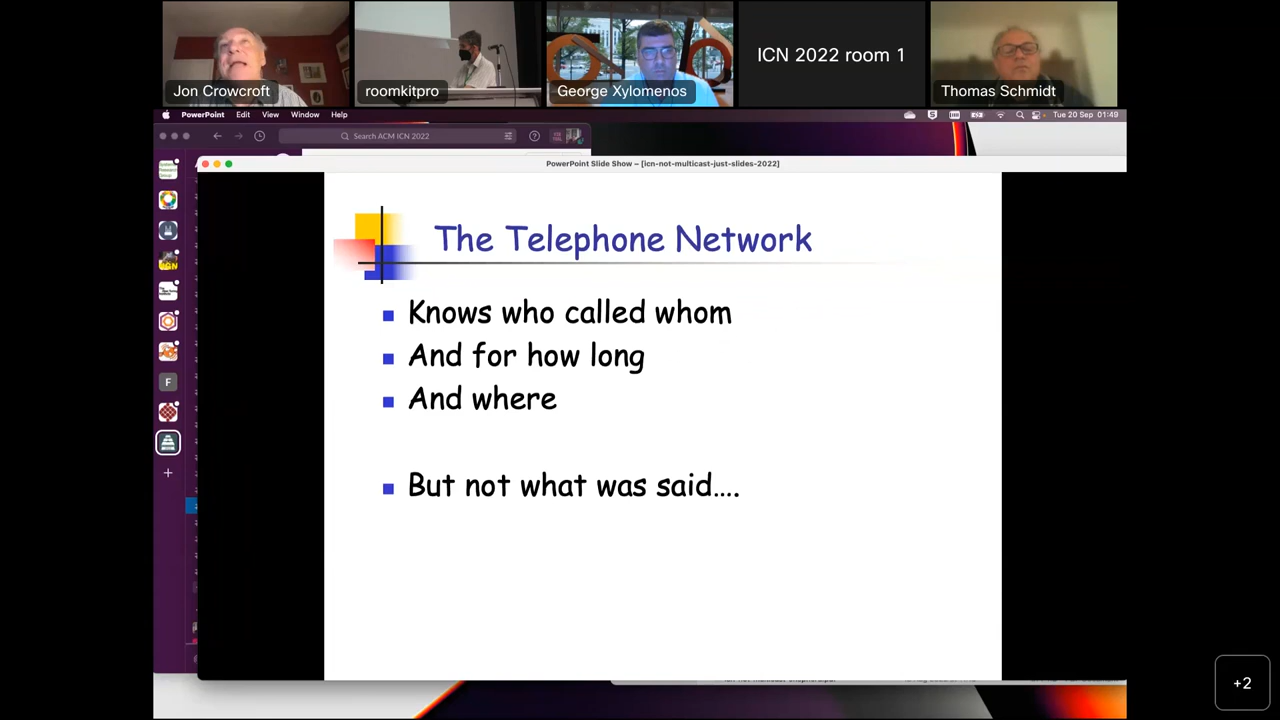 Jon Crowcroft
roomkitpro
George Xylomenos
ICN 2022 room 1
Thomas Schmidt
PowerPoint Edit View Window Help
Tue 20 Sep 01:49
Search ACM ICN 2022
PowerPoint Slide Show – [icn-not-multicast-just-slides-2022]
The Telephone Network
Knows who called whom
And for how long
And where
But not what was said....
F
+
+2